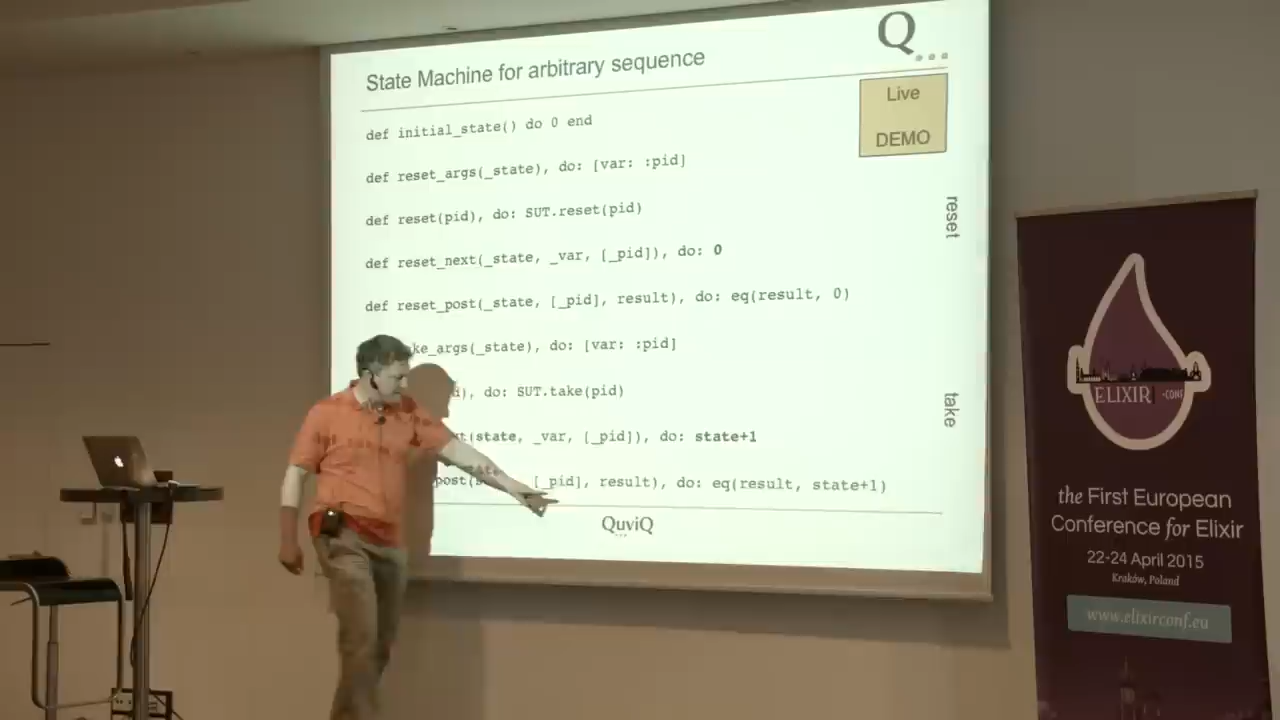 State Machine for arbitrary sequence
Q...
Live
DEMO
def initial_state() do 0 end
def reset_args(_state), do: [var: :pid]
def reset(pid), do: SUT.reset(pid)
def reset_next(_state, _var, [_pid]), do: 0
def reset_post(_state, [_pid], result), do: eq(result, 0)
reset
ke_args(_state), do: [var: :pid]
), do: SUT.take(pid)
(state, _var, [_pid]), do: state+1
post( [_pid], result), do: eq(result, state+1)
take
QuviQ
ELIXIR -CONF
the First European
Conference for Elixir
22-24 April 2015
Kraków, Poland
www.elixirconf.eu